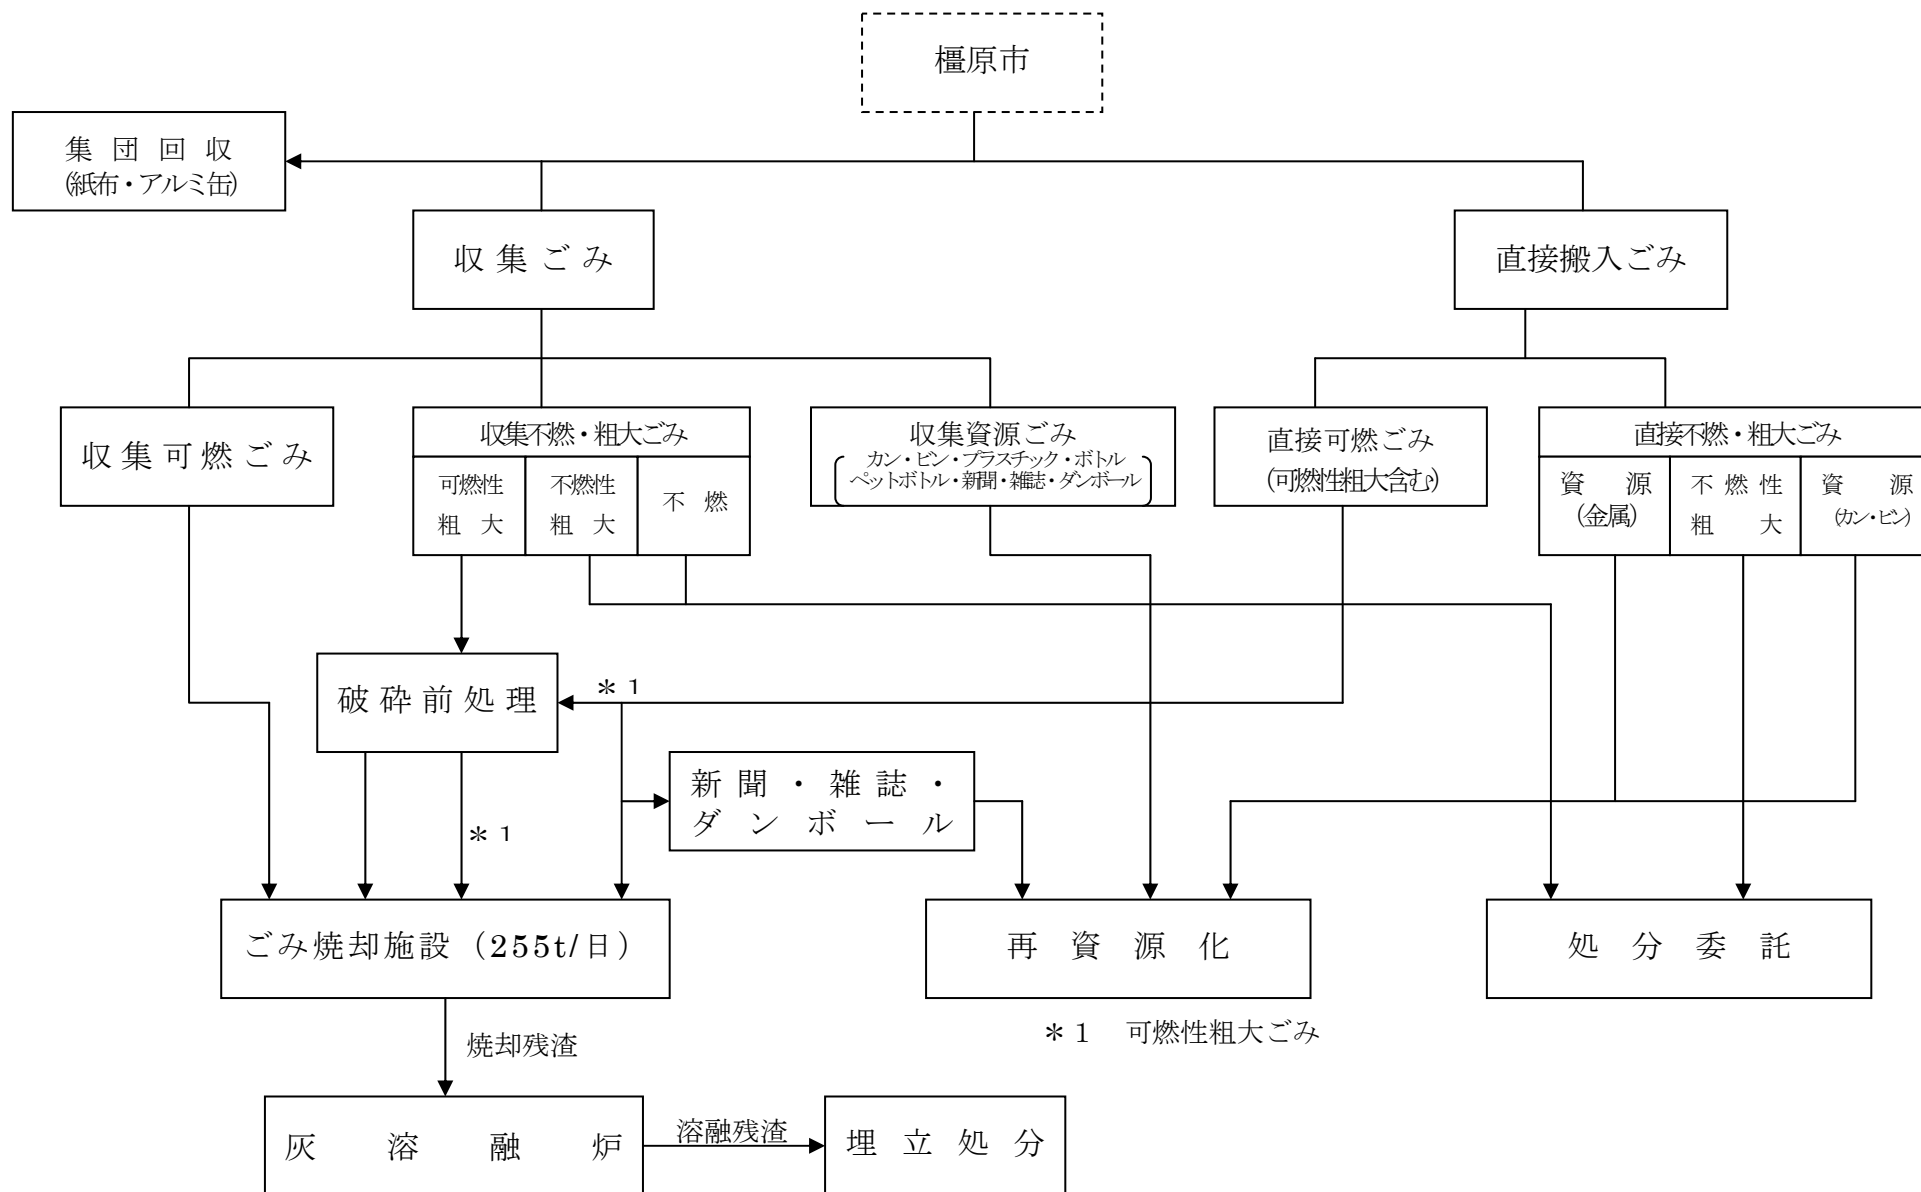 橿原市
集団回収
(紙布・アルミ缶)
収集ごみ
直接搬入ごみ
収集可燃ごみ
収集不燃・粗大ごみ
可燃性
粗大
不燃性
粗大
不燃
収集資源ごみ
カン・ビン・プラスチック・ボトル
ペットボトル・新聞・雑誌・ダンボール
直接可燃ごみ
(可燃性粗大含む)
直接不燃・粗大ごみ
資源
(金属)
不燃性
粗大
資源
(カン・ビン)
破砕前処理
＊1
新聞・雑誌・
ダンボール
＊1
ごみ焼却施設（255t/日）
再資源化
処分委託
＊1 可燃性粗大ごみ
焼却残渣
灰溶融炉
溶融残渣
埋立処分